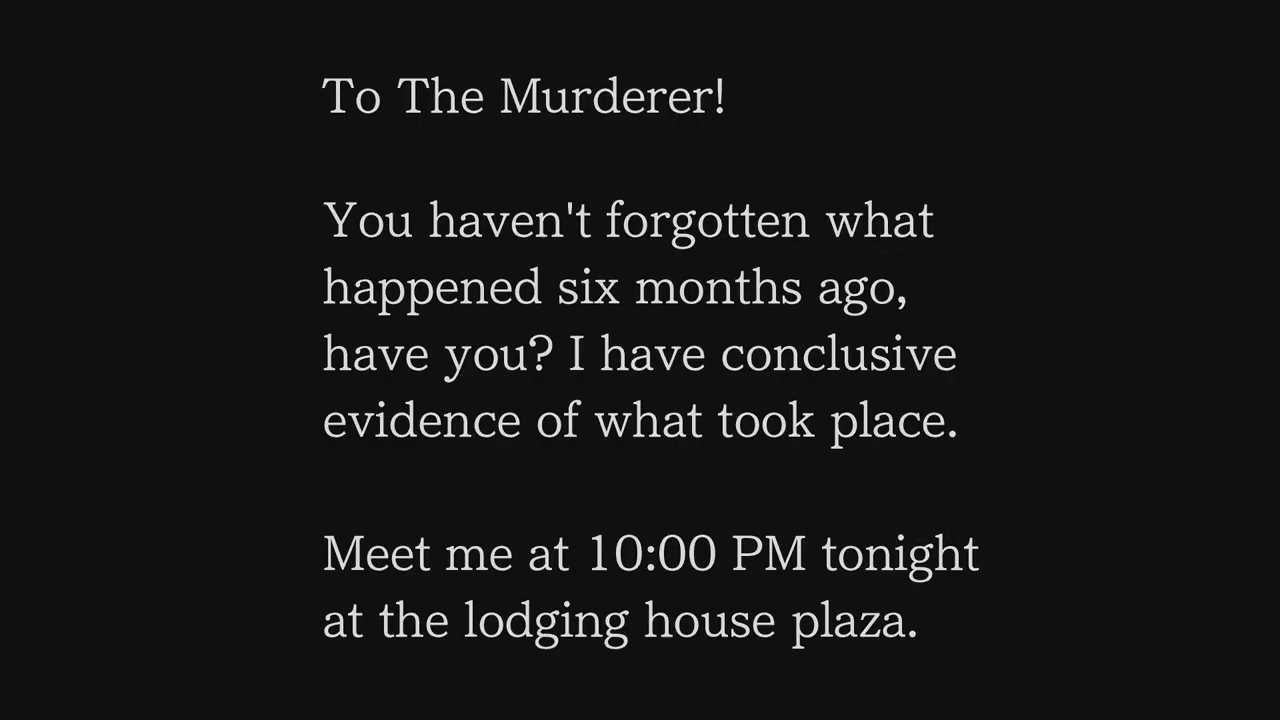 To The Murderer!
You haven't forgotten what
happened six months ago,
have you? I have conclusive
evidence of what took place.
Meet me at 10:00 PM tonight
at the lodging house plaza.